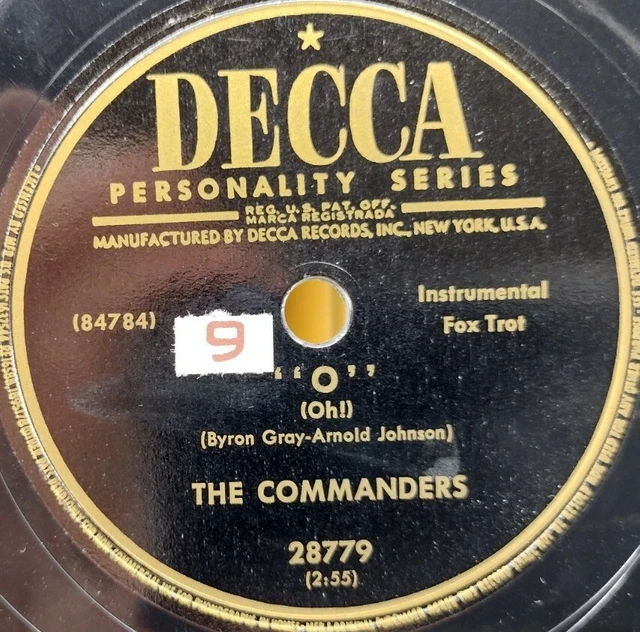 DECCA
PERSONALITY SERIES
REG. U.S. PAT. OFF.
MARCA REGISTRADA
MANUFACTURED BY DECCA RECORDS, INC., NEW YORK, U.S.A.
(84784)
Instrumental
Fox Trot
9
"O"
(Oh!)
(Byron Gray-Arnold Johnson)
THE COMMANDERS
28779
(2:55)